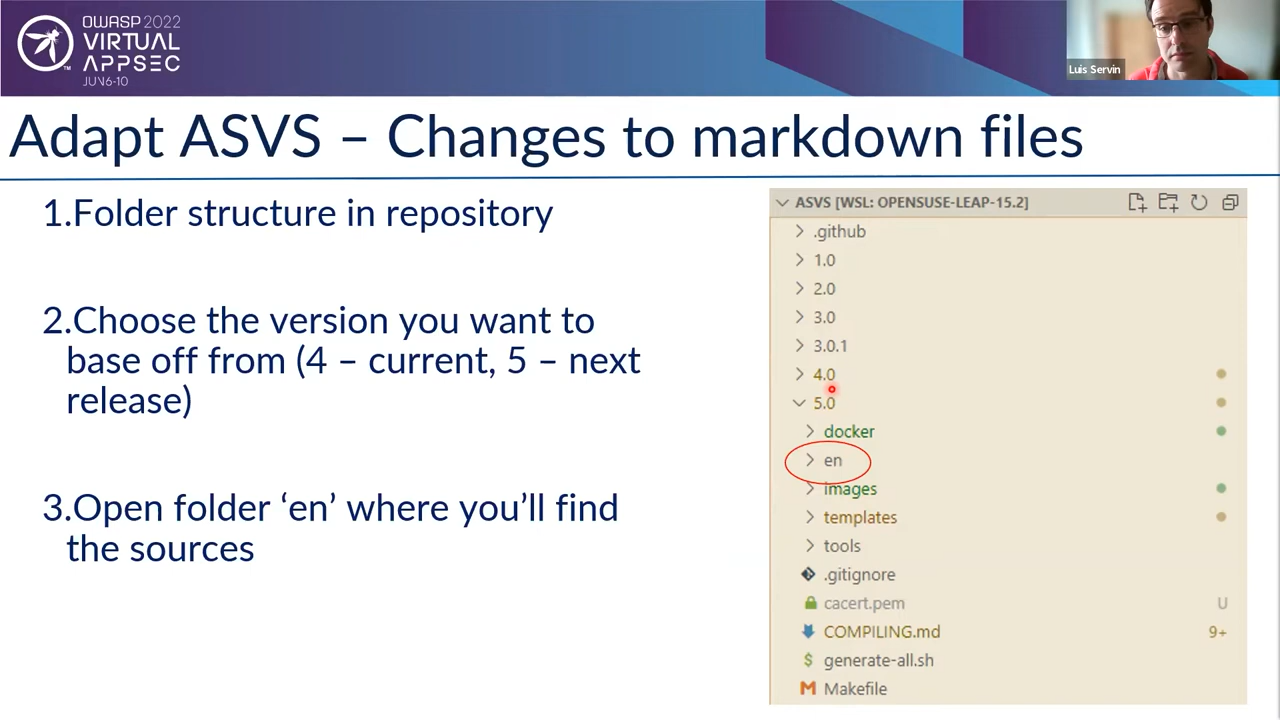 OWASP 2022
VIRTUAL
APPSEC
JUN 6-10
TM
Luis Servin
Adapt ASVS – Changes to markdown files
1.Folder structure in repository
2.Choose the version you want to
base off from (4 – current, 5 – next
release)
3.Open folder ‘en’ where you’ll find
the sources
ASVS [WSL: OPENSUSE-LEAP-15.2]
.github
1.0
2.0
3.0
3.0.1
4.0
5.0
docker
en
images
templates
tools
.gitignore
cacert.pem U
COMPILING.md 9+
$ generate-all.sh
M Makefile